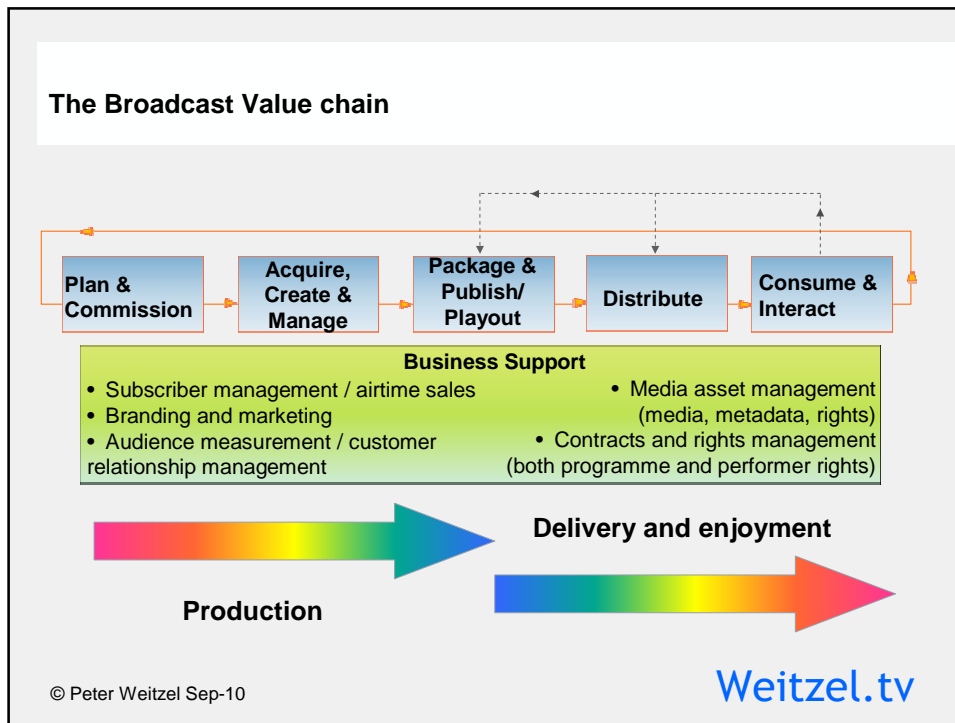 The Broadcast Value chain
Plan &
Commission
Acquire,
Create &
Manage
Package &
Publish/
Playout
Distribute
Consume &
Interact
Business Support
• Subscriber management / airtime sales
• Branding and marketing
• Audience measurement / customer
relationship management
• Media asset management
(media, metadata, rights)
• Contracts and rights management
(both programme and performer rights)
Production
Delivery and enjoyment
© Peter Weitzel Sep-10
Weitzel.tv